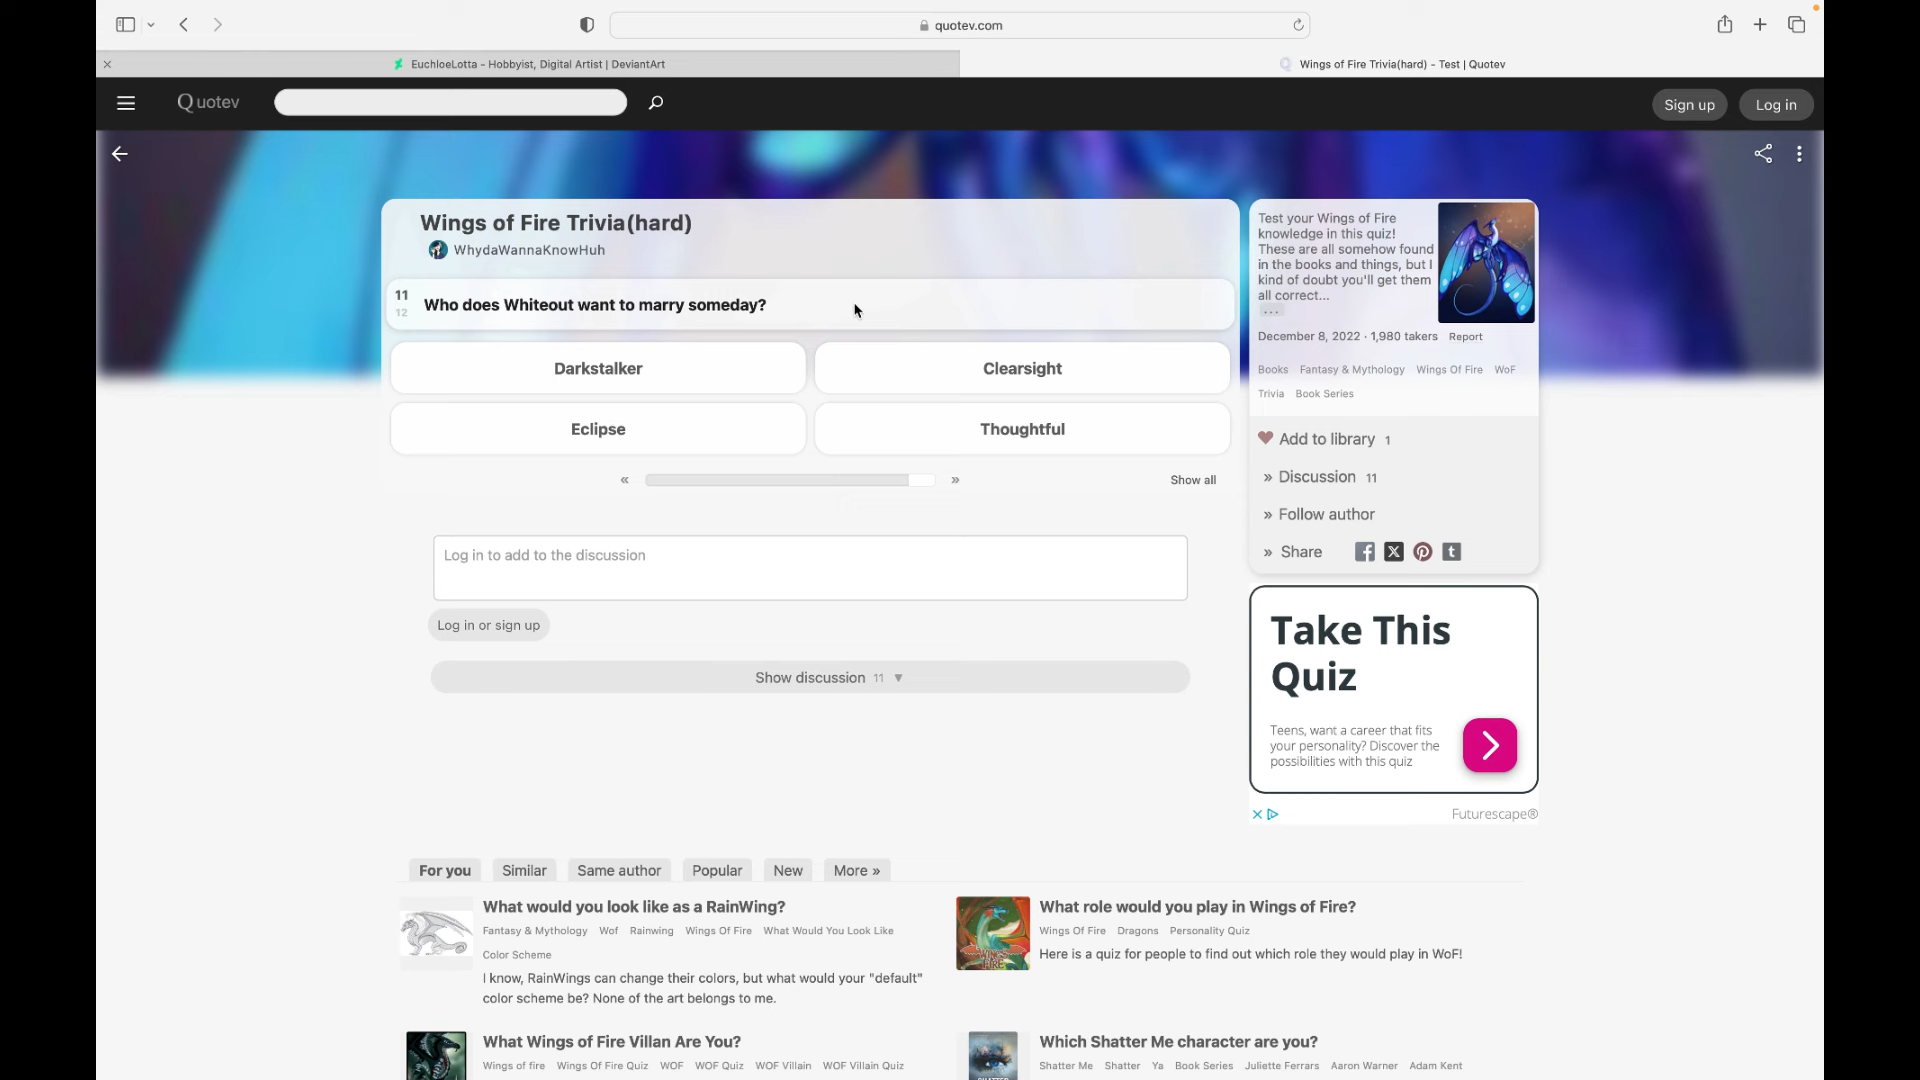 quotev.com
EuchloeLotta - Hobbyist, Digital Artist | DeviantArt
Wings of Fire Trivia(hard) - Test | Quotev
Quotev
Sign up
Log in
Wings of Fire Trivia(hard)
WhydaWannaKnowHuh
11
12
Who does Whiteout want to marry someday?
Darkstalker
Clearsight
Eclipse
Thoughtful
«
»
Show all
Log in to add to the discussion
Log in or sign up
Show discussion 11 ▼
Test your Wings of Fire
knowledge in this quiz!
These are all somehow found
in the books and things, but I
kind of doubt you'll get them
all correct...
...
December 8, 2022 · 1,980 takers Report
Books Fantasy & Mythology Wings Of Fire WoF
Trivia Book Series
Add to library 1
» Discussion 11
» Follow author
» Share
Take This
Quiz
Teens, want a career that fits
your personality? Discover the
possibilities with this quiz
Futurescape®
For you Similar Same author Popular New More »
What would you look like as a RainWing?
Fantasy & Mythology Wof Rainwing Wings Of Fire What Would You Look Like
Color Scheme
I know, RainWings can change their colors, but what would your "default"
color scheme be? None of the art belongs to me.
What role would you play in Wings of Fire?
Wings Of Fire Dragons Personality Quiz
Here is a quiz for people to find out which role they would play in WoF!
What Wings of Fire Villan Are You?
Wings of fire Wings Of Fire Quiz WOF WOF Quiz WOF Villain WOF Villain Quiz
Which Shatter Me character are you?
Shatter Me Shatter Ya Book Series Juliette Ferrars Aaron Warner Adam Kent